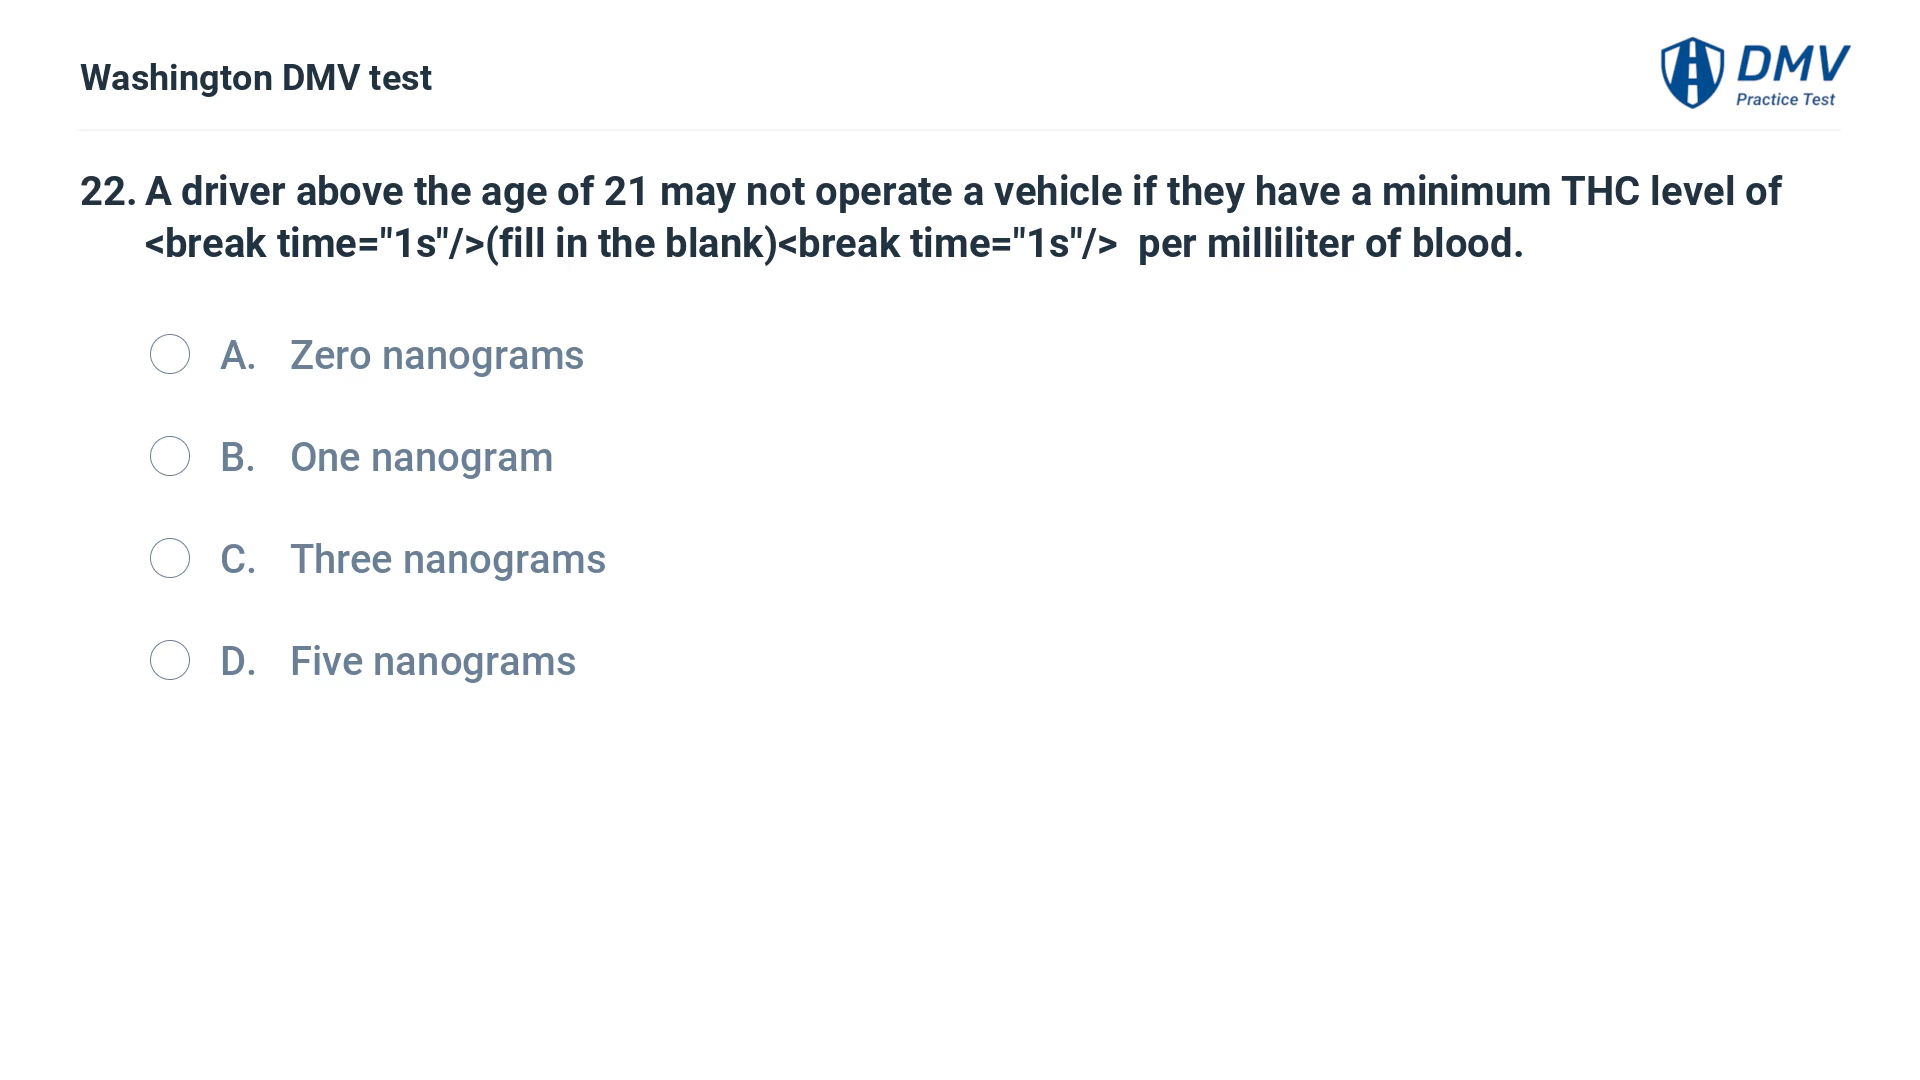 Washington DMV test
DMV
Practice Test
22. A driver above the age of 21 may not operate a vehicle if they have a minimum THC level of
<break time="1s"/>(fill in the blank)<break time="1s"/>  per milliliter of blood.
A. Zero nanograms
B. One nanogram
C. Three nanograms
D. Five nanograms